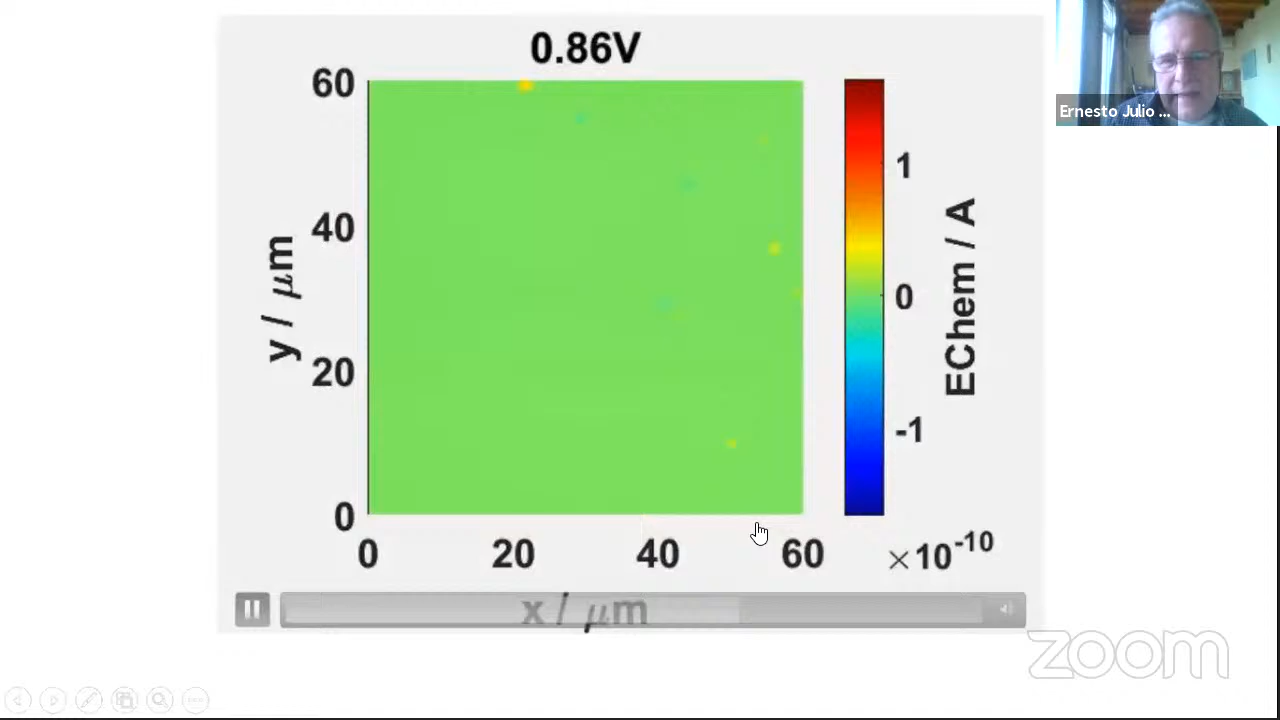 0.86V
Ernesto Julio ...
60
40
20
0
y / μm
0
20
40
60
x / μm
1
0
-1
EChem / A
×10^-10
zoom